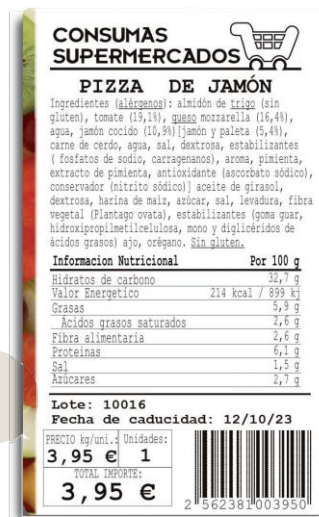 CONSUMAS
SUPERMERCADOS
PIZZA DE JAMÓN
Ingredientes (alérgenos): almidón de trigo (sin
gluten), tomate (19,1%), queso mozzarella (16,4%),
agua, jamón cocido (10,9%)[jamón y paleta (5,4%),
carne de cerdo, agua, sal, dextrosa, estabilizantes
( fosfatos de sodio, carragenanos), aroma, pimienta,
extracto de pimienta, antioxidante (ascorbato sódico),
conservador (nitrito sódico)] aceite de girasol,
dextrosa, harina de maiz, azúcar, sal, levadura, fibra
vegetal (Plantago ovata), estabilizantes (goma guar,
hidroxipropilmetilcelulosa, mono y diglicéridos de
ácidos grasos) ajo, orégano. Sin gluten.
Informacion Nutricional Por 100 g
Hidratos de carbono 32,7 g
Valor Energetico 214 kcal / 899 kj
Grasas 5,9 g
Ácidos grasos saturados 2,6 g
Fibra alimentaria 2,6 g
Proteinas 6,1 g
Sal 1,5 g
Azúcares 2,7 g
Lote: 10016
Fecha de caducidad: 12/10/23
PRECIO kg/uni.: Unidades:
3,95 € 1
TOTAL IMPORTE:
3,95 €
2 562381 003950